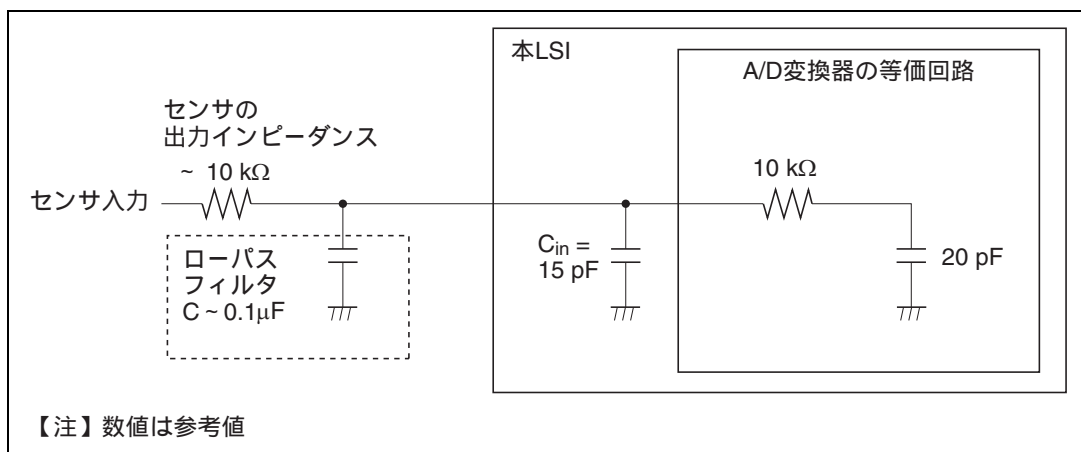 本LSI
A/D変換器の等価回路
センサの
出力インピーダンス
~ 10 kΩ
10 kΩ
センサ入力
ローパス
フィルタ
C ~ 0.1μF
Cin =
15 pF
20 pF
【注】数値は参考値